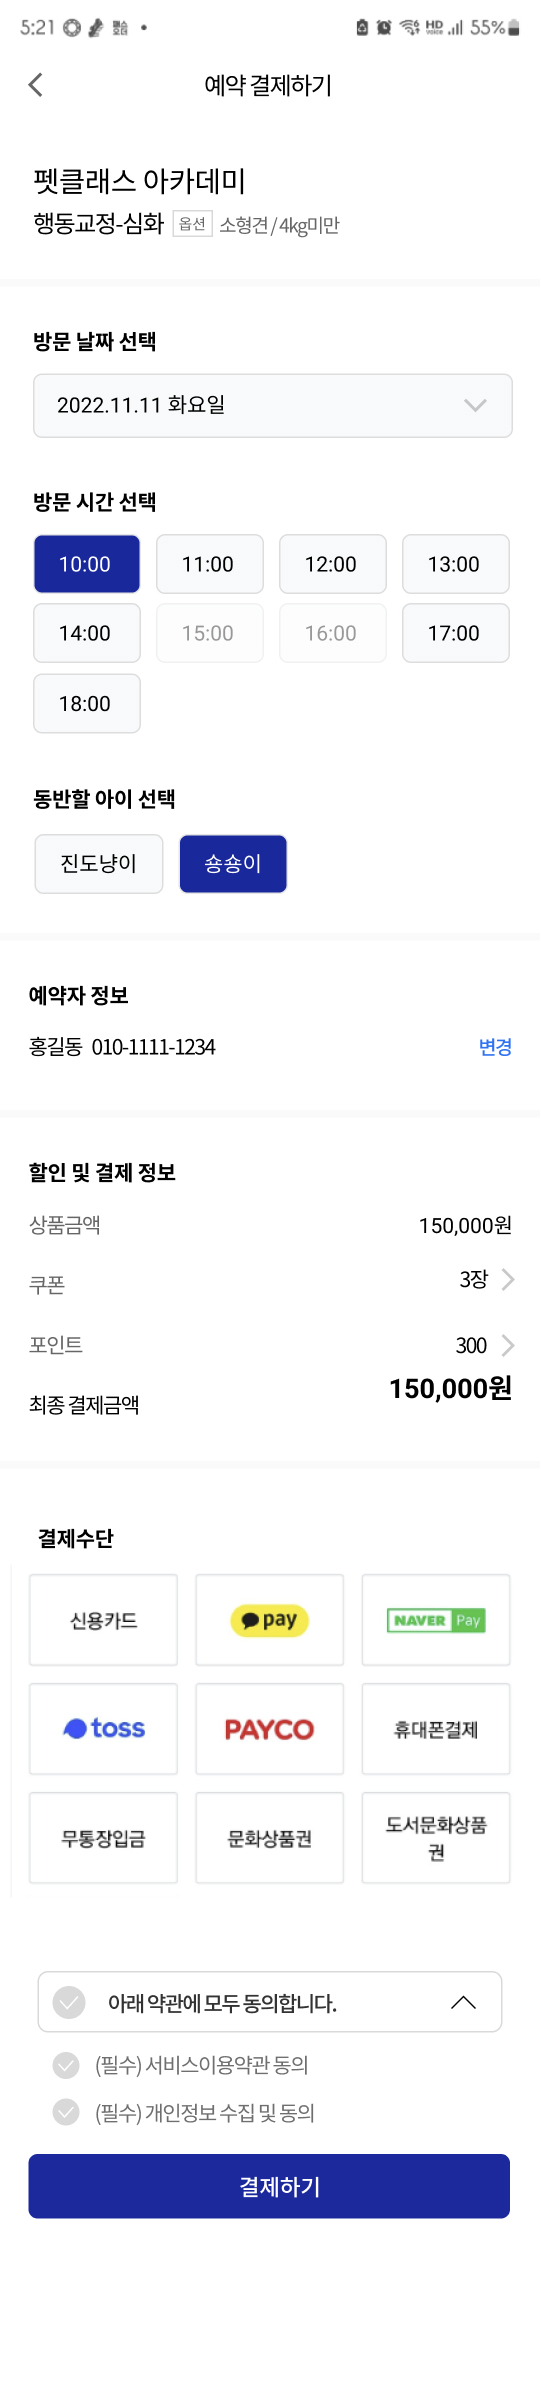 5:21 HD voice 55%
예약 결제하기
펫클래스 아카데미
행동교정-심화 옵션 소형견 / 4kg미만
방문 날짜 선택
2022.11.11 화요일
방문 시간 선택
10:00 11:00 12:00 13:00
14:00 15:00 16:00 17:00
18:00
동반할 아이 선택
진도냥이 숑숑이
예약자 정보
홍길동 010-1111-1234 변경
할인 및 결제 정보
상품금액 150,000원
쿠폰 3장
포인트 300
최종 결제금액 150,000원
결제수단
신용카드 pay NAVER Pay
toss PAYCO 휴대폰결제
무통장입금 문화상품권 도서문화상품
권
아래 약관에 모두 동의합니다.
(필수) 서비스이용약관 동의
(필수) 개인정보 수집 및 동의
결제하기